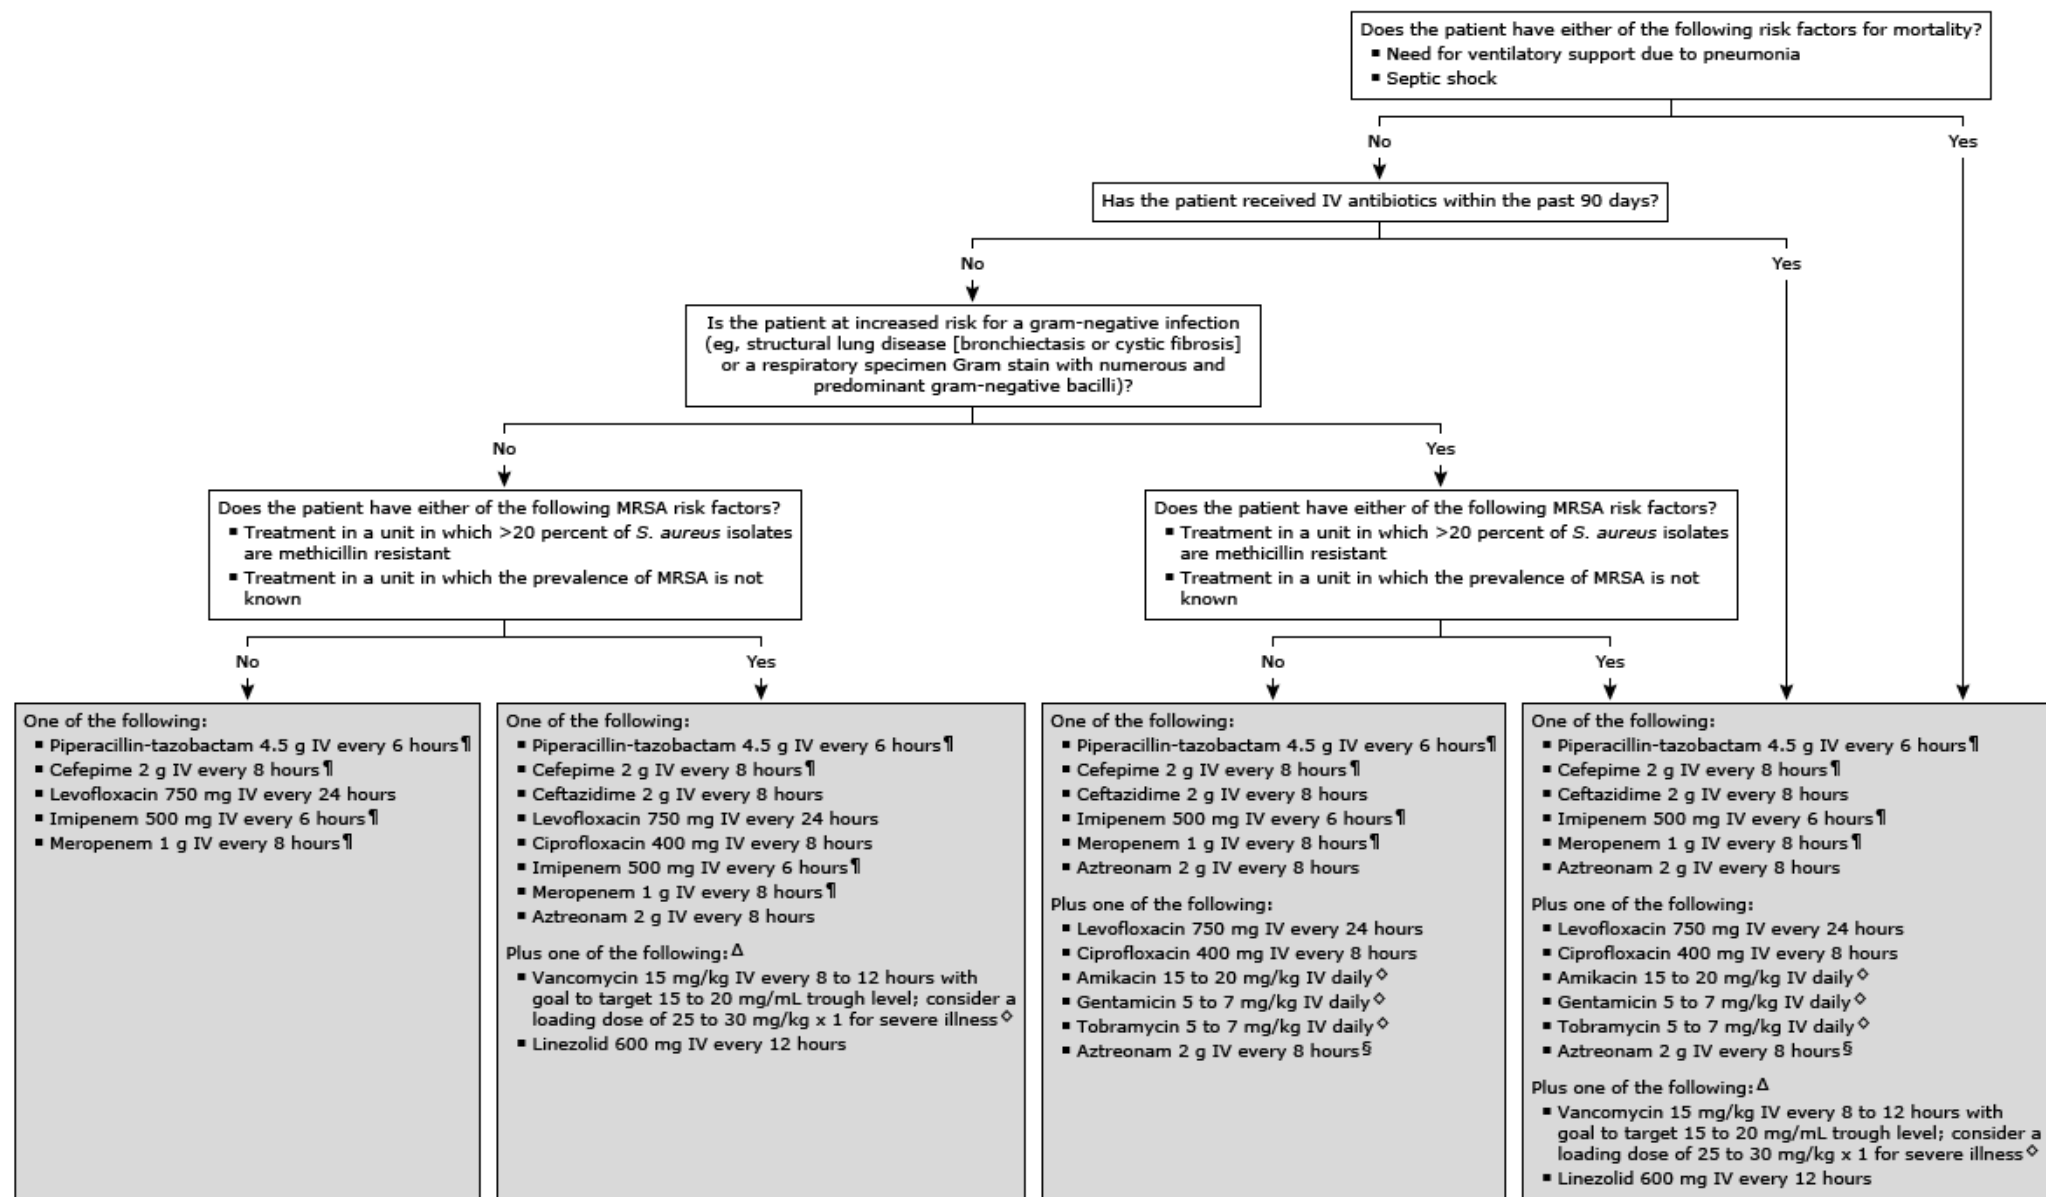 Does the patient have either of the following risk factors for mortality?
▪ Need for ventilatory support due to pneumonia
▪ Septic shock
No
Yes
Has the patient received IV antibiotics within the past 90 days?
No
Yes
Is the patient at increased risk for a gram-negative infection
(eg, structural lung disease [bronchiectasis or cystic fibrosis]
or a respiratory specimen Gram stain with numerous and
predominant gram-negative bacilli)?
No
Yes
Does the patient have either of the following MRSA risk factors?
▪ Treatment in a unit in which >20 percent of S. aureus isolates
are methicillin resistant
▪ Treatment in a unit in which the prevalence of MRSA is not
known
Does the patient have either of the following MRSA risk factors?
▪ Treatment in a unit in which >20 percent of S. aureus isolates
are methicillin resistant
▪ Treatment in a unit in which the prevalence of MRSA is not
known
No
Yes
No
Yes
One of the following:
▪ Piperacillin-tazobactam 4.5 g IV every 6 hours¶
▪ Cefepime 2 g IV every 8 hours¶
▪ Levofloxacin 750 mg IV every 24 hours
▪ Imipenem 500 mg IV every 6 hours¶
▪ Meropenem 1 g IV every 8 hours¶
One of the following:
▪ Piperacillin-tazobactam 4.5 g IV every 6 hours¶
▪ Cefepime 2 g IV every 8 hours¶
▪ Ceftazidime 2 g IV every 8 hours
▪ Levofloxacin 750 mg IV every 24 hours
▪ Ciprofloxacin 400 mg IV every 8 hours
▪ Imipenem 500 mg IV every 6 hours¶
▪ Meropenem 1 g IV every 8 hours¶
▪ Aztreonam 2 g IV every 8 hours
Plus one of the following:Δ
▪ Vancomycin 15 mg/kg IV every 8 to 12 hours with
goal to target 15 to 20 mg/mL trough level; consider a
loading dose of 25 to 30 mg/kg x 1 for severe illness◇
▪ Linezolid 600 mg IV every 12 hours
One of the following:
▪ Piperacillin-tazobactam 4.5 g IV every 6 hours¶
▪ Cefepime 2 g IV every 8 hours¶
▪ Ceftazidime 2 g IV every 8 hours
▪ Imipenem 500 mg IV every 6 hours¶
▪ Meropenem 1 g IV every 8 hours¶
▪ Aztreonam 2 g IV every 8 hours
Plus one of the following:
▪ Levofloxacin 750 mg IV every 24 hours
▪ Ciprofloxacin 400 mg IV every 8 hours
▪ Amikacin 15 to 20 mg/kg IV daily◇
▪ Gentamicin 5 to 7 mg/kg IV daily◇
▪ Tobramycin 5 to 7 mg/kg IV daily◇
▪ Aztreonam 2 g IV every 8 hours§
One of the following:
▪ Piperacillin-tazobactam 4.5 g IV every 6 hours¶
▪ Cefepime 2 g IV every 8 hours¶
▪ Ceftazidime 2 g IV every 8 hours
▪ Imipenem 500 mg IV every 6 hours¶
▪ Meropenem 1 g IV every 8 hours¶
▪ Aztreonam 2 g IV every 8 hours
Plus one of the following:
▪ Levofloxacin 750 mg IV every 24 hours
▪ Ciprofloxacin 400 mg IV every 8 hours
▪ Amikacin 15 to 20 mg/kg IV daily◇
▪ Gentamicin 5 to 7 mg/kg IV daily◇
▪ Tobramycin 5 to 7 mg/kg IV daily◇
▪ Aztreonam 2 g IV every 8 hours§
Plus one of the following:Δ
▪ Vancomycin 15 mg/kg IV every 8 to 12 hours with
goal to target 15 to 20 mg/mL trough level; consider a
loading dose of 25 to 30 mg/kg x 1 for severe illness◇
▪ Linezolid 600 mg IV every 12 hours